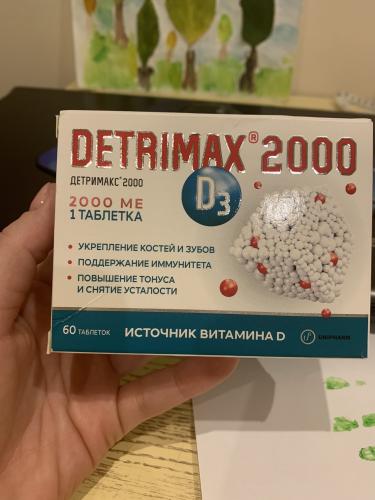 DETRIMAX® 2000
ДЕТРИМАКС® 2000
D3
2000 МЕ
1 ТАБЛЕТКА
• УКРЕПЛЕНИЕ КОСТЕЙ И ЗУБОВ
• ПОДДЕРЖАНИЕ ИММУНИТЕТА
• ПОВЫШЕНИЕ ТОНУСА
И СНЯТИЕ УСТАЛОСТИ
60 ТАБЛЕТОК
ИСТОЧНИК ВИТАМИНА D
UNIPHARM